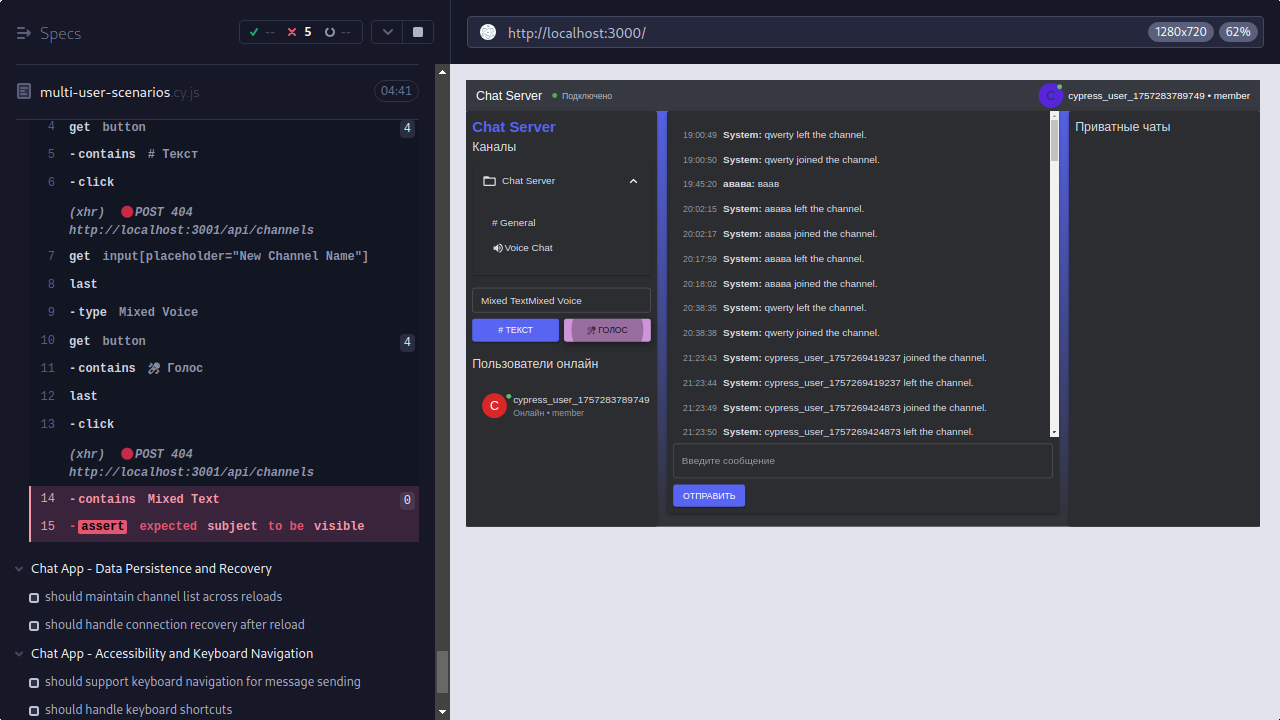 Specs
-- 5 --
http://localhost:3000/
1280x720
62%
multi-user-scenarios.cy.js
04:41
4 get button 4
5 -contains # Текст
6 -click
(xhr) POST 404
http://localhost:3001/api/channels
7 get input[placeholder="New Channel Name"]
8 last
9 -type Mixed Voice
10 get button 4
11 -contains 🎤 Голос
12 last
13 -click
(xhr) POST 404
http://localhost:3001/api/channels
14 -contains Mixed Text 0
15 -assert expected subject to be visible
Chat App - Data Persistence and Recovery
should maintain channel list across reloads
should handle connection recovery after reload
Chat App - Accessibility and Keyboard Navigation
should support keyboard navigation for message sending
should handle keyboard shortcuts
Chat Server
Подключено
C
cypress_user_1757283789749 • member
Chat Server
Каналы
Chat Server
# General
Voice Chat
Mixed TextMixed Voice
# ТЕКСТ
🎤 ГОЛОС
Пользователи онлайн
C
cypress_user_1757283789749
Онлайн • member
19:00:49 System: qwerty left the channel.
19:00:50 System: qwerty joined the channel.
19:45:20 авава: ваав
20:02:15 System: авава left the channel.
20:02:17 System: авава joined the channel.
20:17:59 System: авава left the channel.
20:18:02 System: авава joined the channel.
20:38:35 System: qwerty left the channel.
20:38:38 System: qwerty joined the channel.
21:23:43 System: cypress_user_1757269419237 joined the channel.
21:23:44 System: cypress_user_1757269419237 left the channel.
21:23:49 System: cypress_user_1757269424873 joined the channel.
21:23:50 System: cypress_user_1757269424873 left the channel.
Введите сообщение
ОТПРАВИТЬ
Приватные чаты